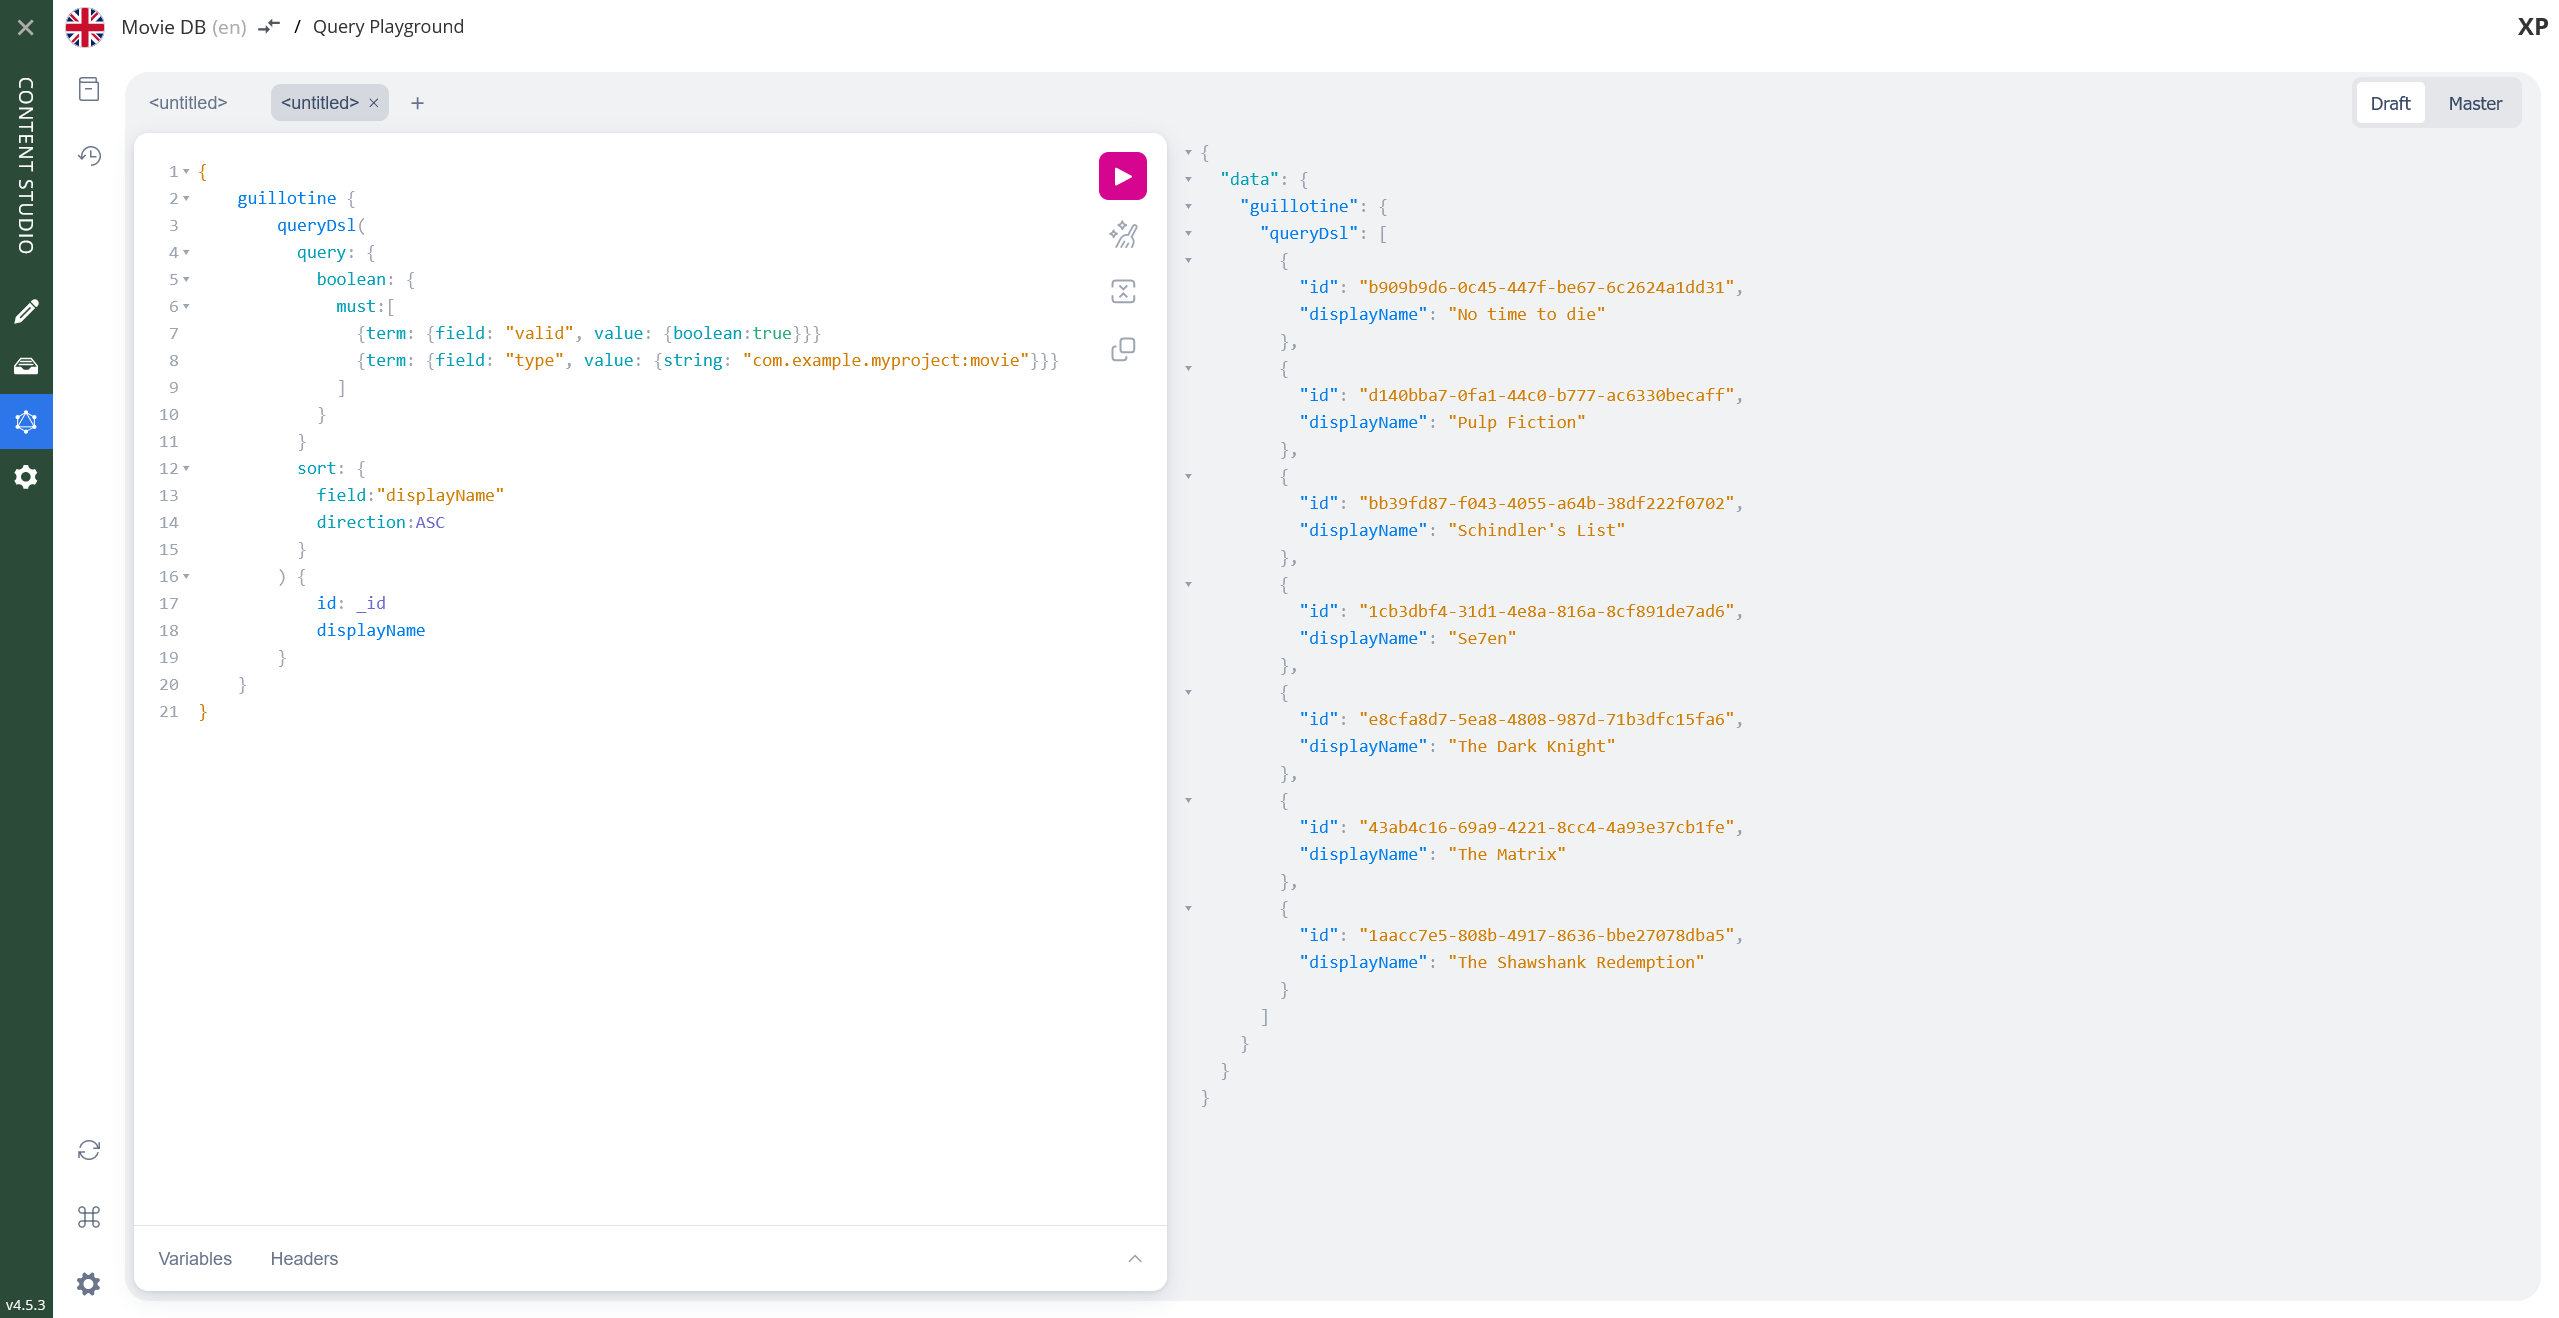 Movie DB (en) / Query Playground
XP
CONTENT STUDIO
v4.5.3
<untitled>
<untitled> × +
Draft Master
1 {
2 guillotine {
3 queryDsl(
4 query: {
5 boolean: {
6 must:[
7 {term: {field: "valid", value: {boolean:true}}}
8 {term: {field: "type", value: {string: "com.example.myproject:movie"}}}
9 ]
10 }
11 }
12 sort: {
13 field:"displayName"
14 direction:ASC
15 }
16 ) {
17 id: _id
18 displayName
19 }
20 }
21 }
Variables Headers
{
"data": {
"guillotine": {
"queryDsl": [
{
"id": "b909b9d6-0c45-447f-be67-6c2624a1dd31",
"displayName": "No time to die"
},
{
"id": "d140bba7-0fa1-44c0-b777-ac6330becaff",
"displayName": "Pulp Fiction"
},
{
"id": "bb39fd87-f043-4055-a64b-38df222f0702",
"displayName": "Schindler's List"
},
{
"id": "1cb3dbf4-31d1-4e8a-816a-8cf891de7ad6",
"displayName": "Se7en"
},
{
"id": "e8cfa8d7-5ea8-4808-987d-71b3dfc15fa6",
"displayName": "The Dark Knight"
},
{
"id": "43ab4c16-69a9-4221-8cc4-4a93e37cb1fe",
"displayName": "The Matrix"
},
{
"id": "1aacc7e5-808b-4917-8636-bbe27078dba5",
"displayName": "The Shawshank Redemption"
}
]
}
}
}